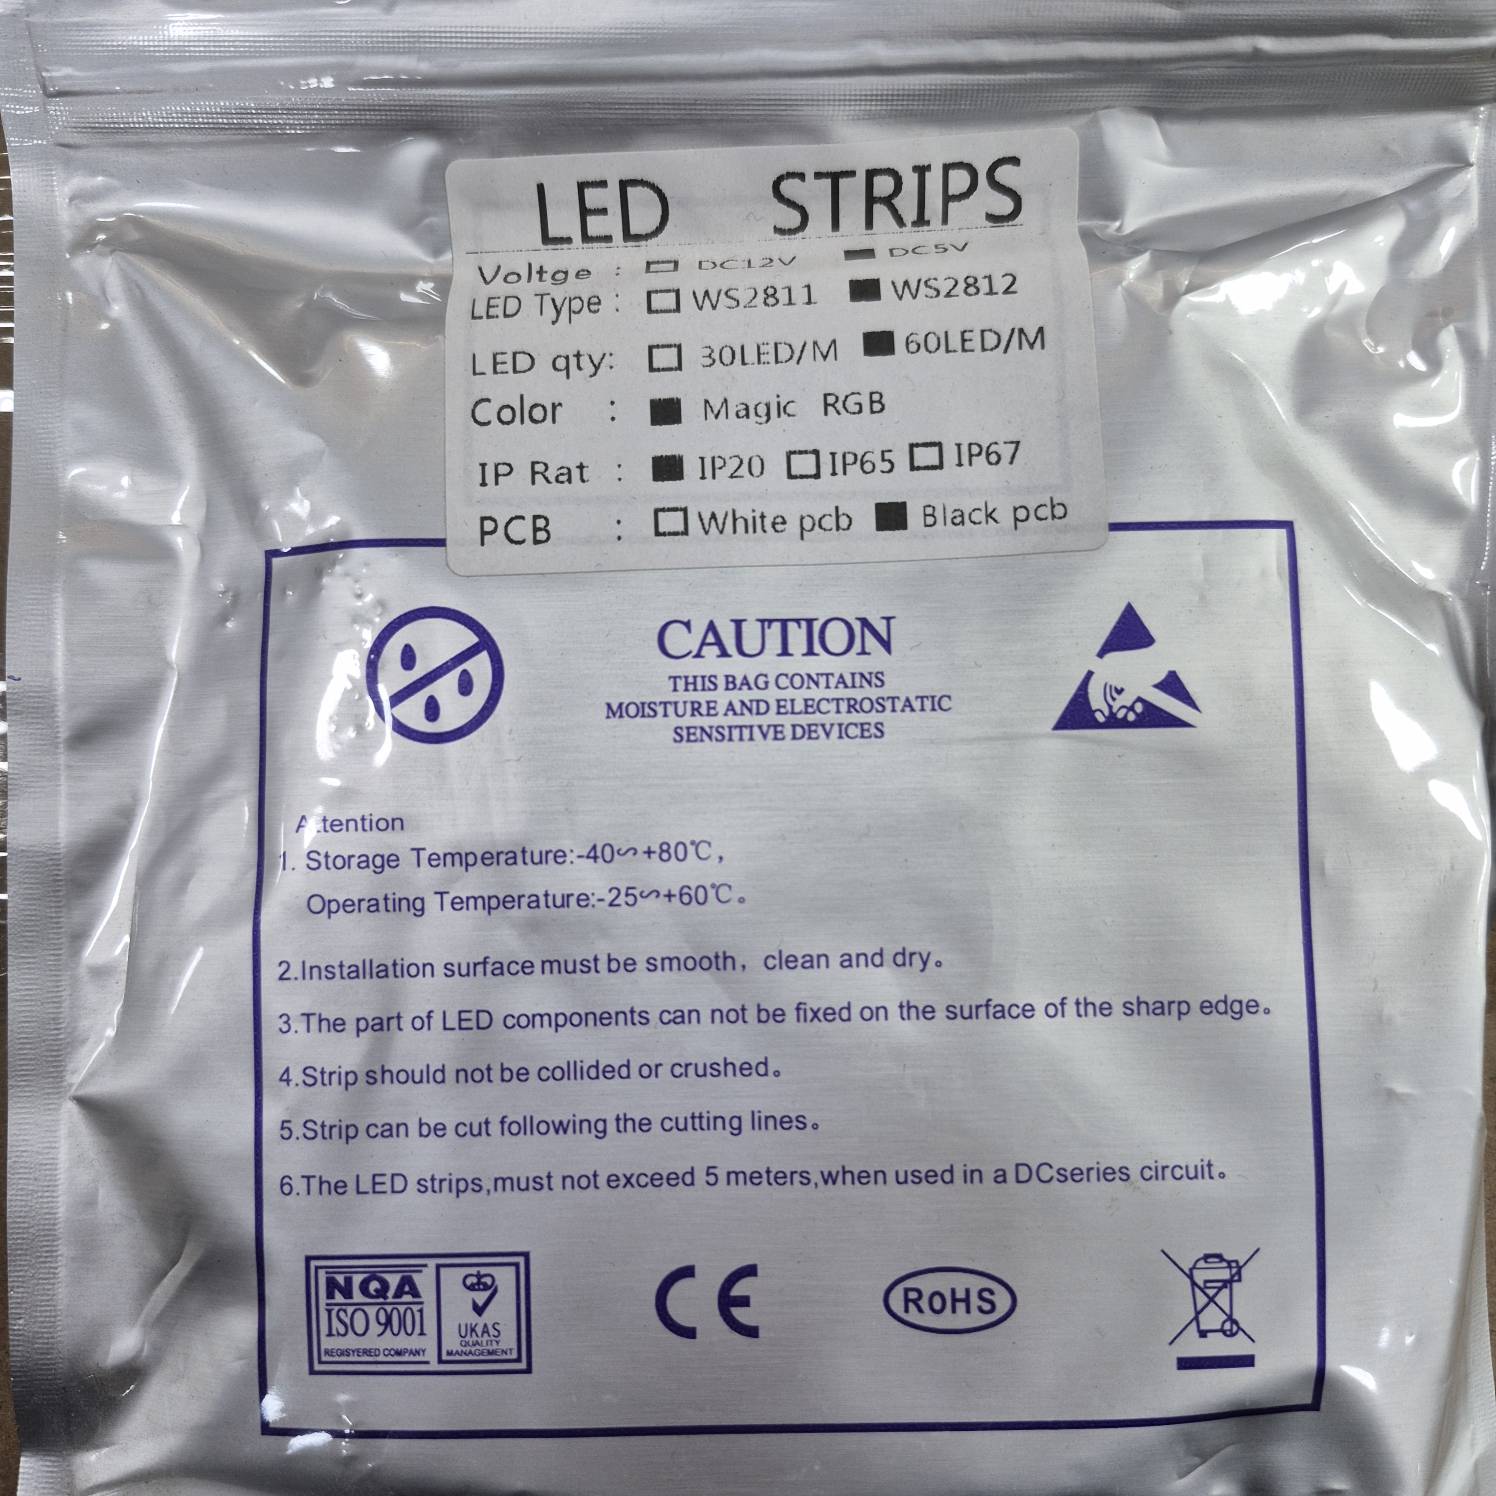 LED STRIPS
Voltge : □ DC12V ■ DC5V
LED Type : □ WS2811 ■ WS2812
LED qty: □ 30LED/M ■ 60LED/M
Color : ■ Magic RGB
IP Rat : ■ IP20 □ IP65 □ IP67
PCB : □ White pcb ■ Black pcb
CAUTION
THIS BAG CONTAINS
MOISTURE AND ELECTROSTATIC
SENSITIVE DEVICES
Attention
1. Storage Temperature:-40∽+80℃,
Operating Temperature:-25∽+60℃。
2.Installation surface must be smooth, clean and dry。
3.The part of LED components can not be fixed on the surface of the sharp edge。
4.Strip should not be collided or crushed。
5.Strip can be cut following the cutting lines。
6.The LED strips,must not exceed 5 meters,when used in a DCseries circuit。
NQA
ISO 9001
REGISYERED COMPANY
UKAS
QUALITY
MANAGEMENT
CE
RoHS